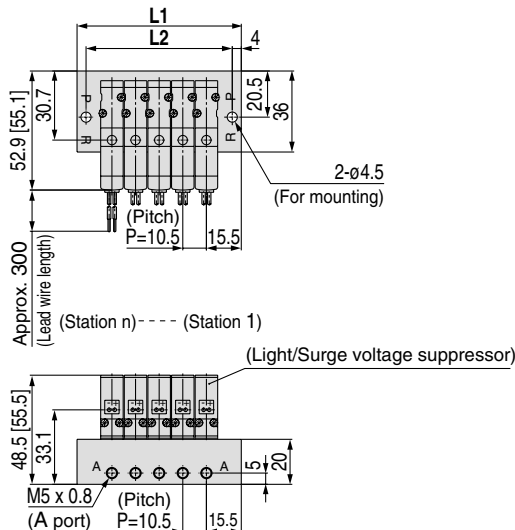 L1
L2
4
P
P
R
R
30.7
52.9 [55.1]
20.5
36
2-ø4.5
(For mounting)
(Pitch)
P=10.5
15.5
Approx. 300
(Lead wire length)
(Station n)---- (Station 1)
(Light/Surge voltage suppressor)
48.5 [55.5]
33.1
A
A
5
20
M5 x 0.8
(A port)
(Pitch)
P=10.5
15.5